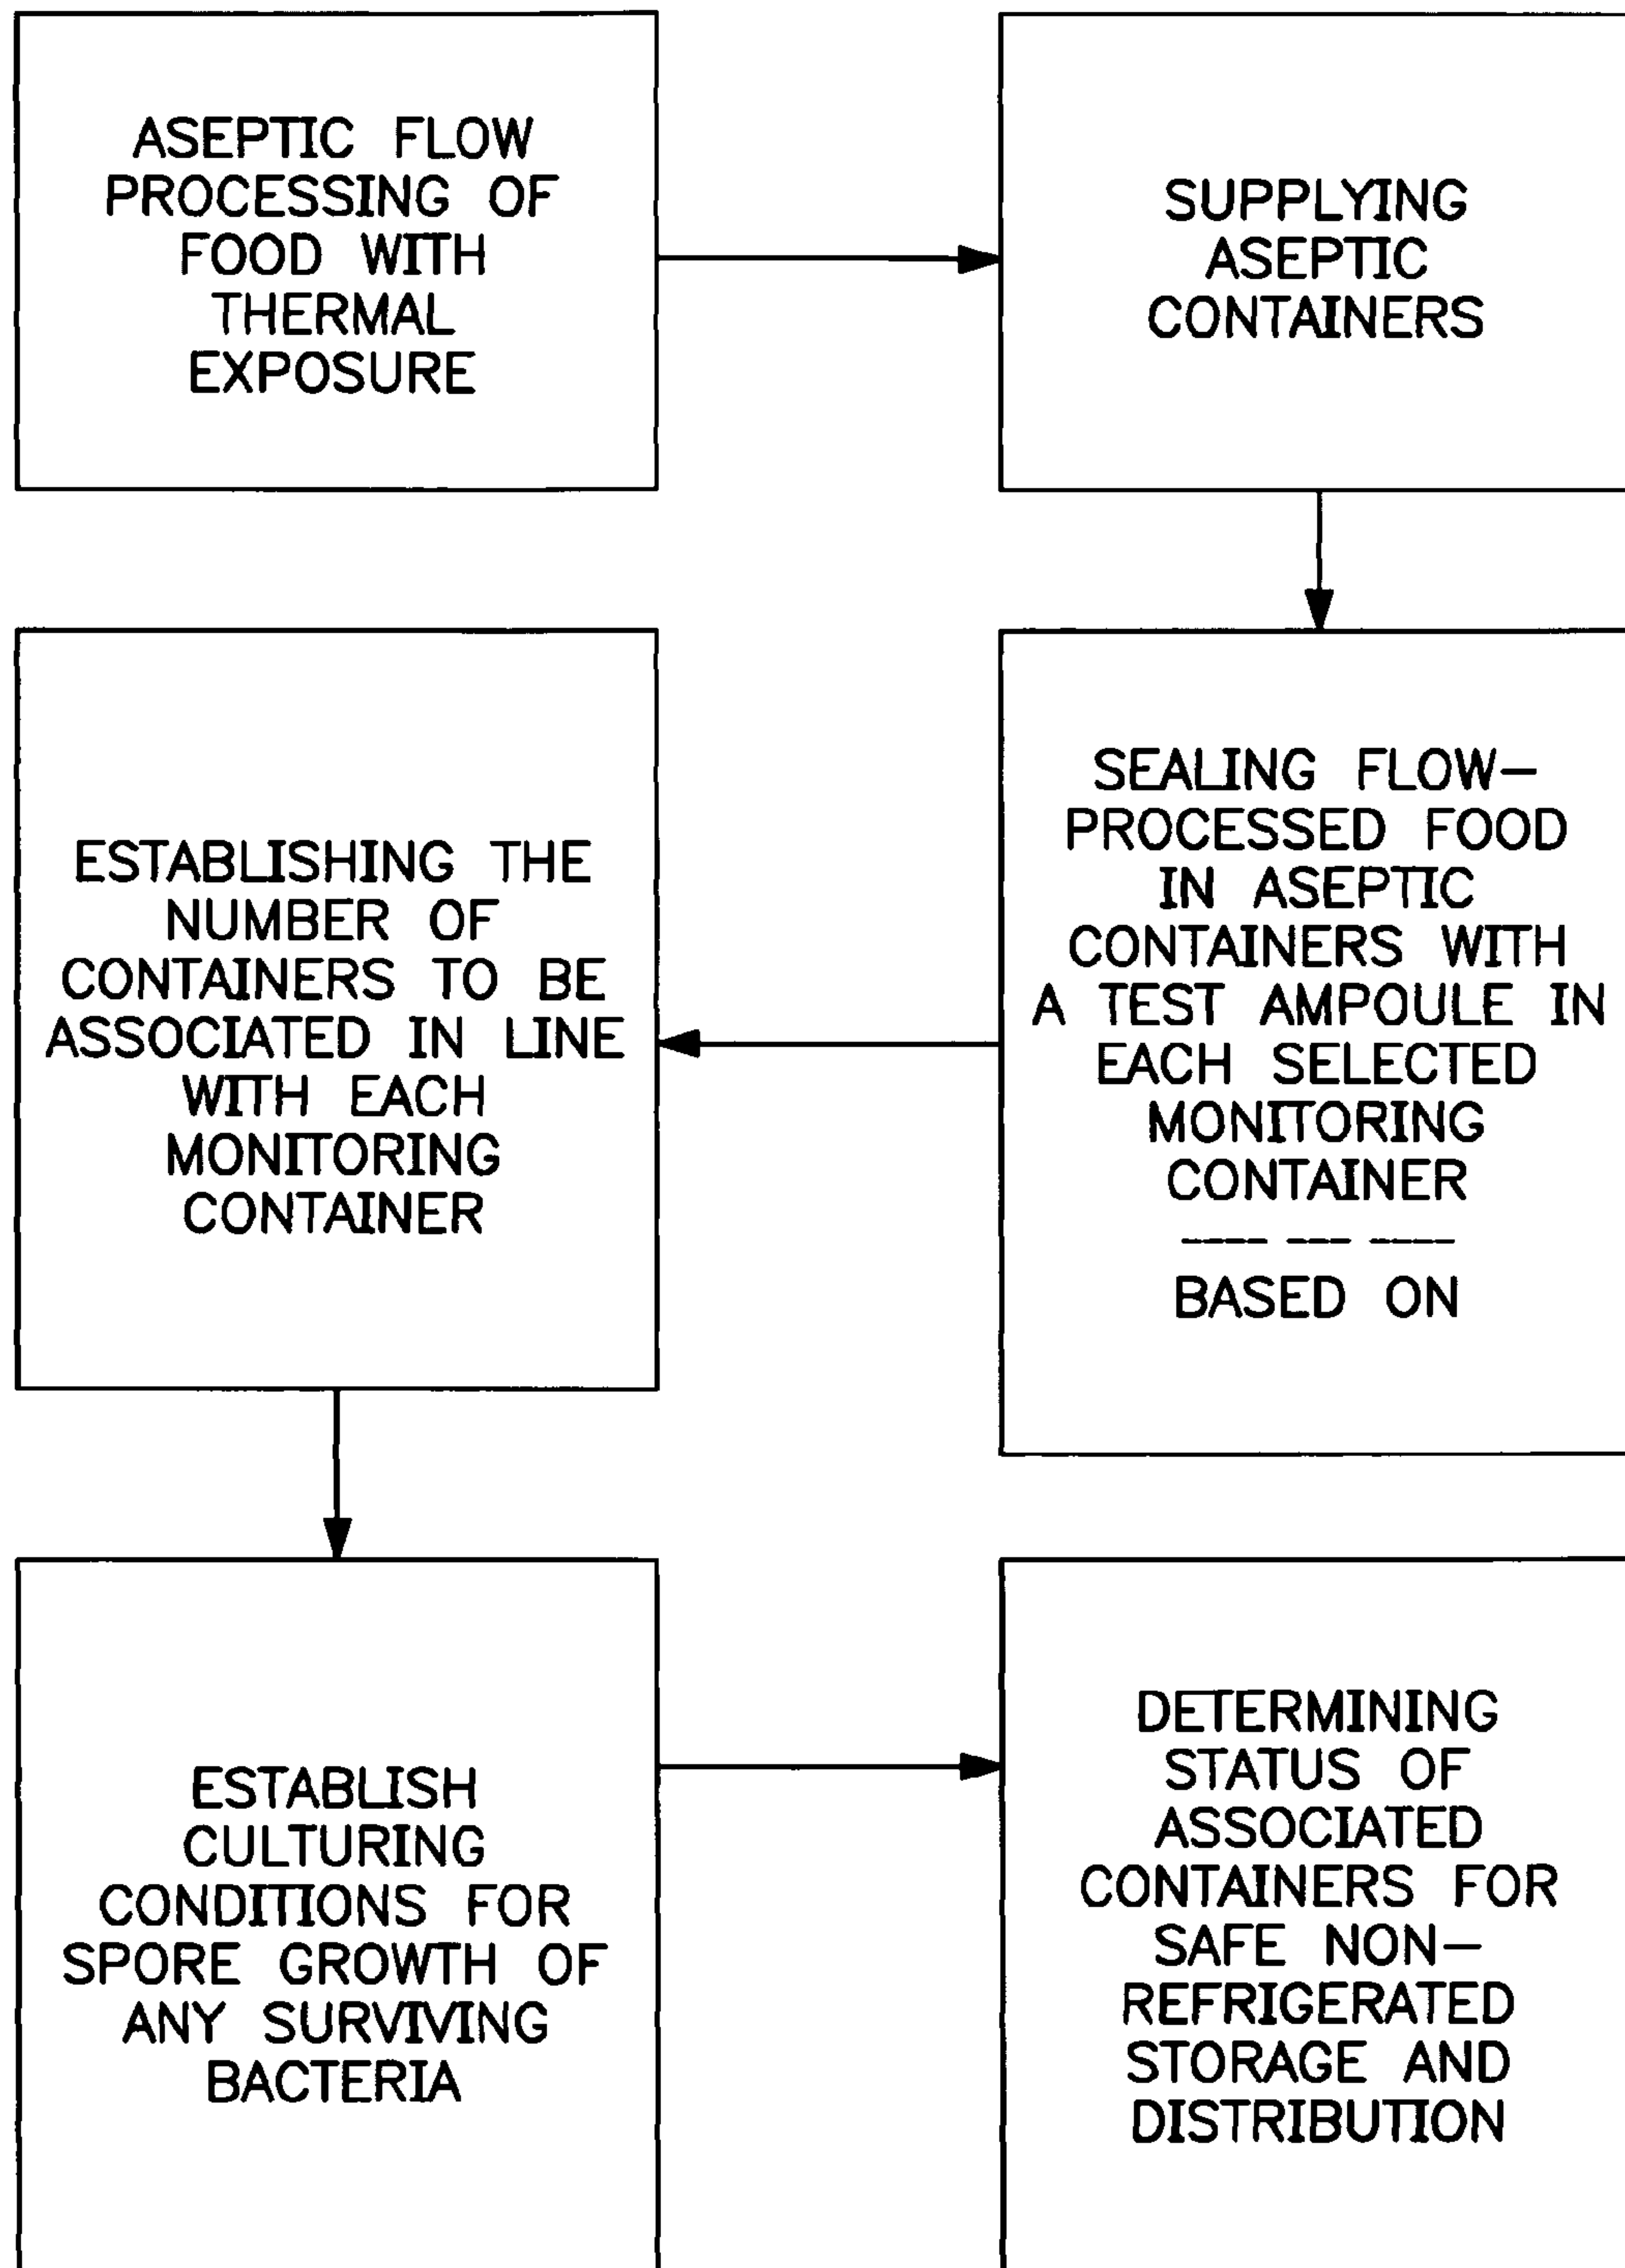 ASEPTIC FLOW
PROCESSING OF
FOOD WITH
THERMAL
EXPOSURE
SUPPLYING
ASEPTIC
CONTAINERS
SEALING FLOW–
PROCESSED FOOD
IN ASEPTIC
CONTAINERS WITH
A TEST AMPOULE IN
EACH SELECTED
MONITORING
CONTAINER
BASED ON
ESTABLISHING THE
NUMBER OF
CONTAINERS TO BE
ASSOCIATED IN LINE
WITH EACH
MONITORING
CONTAINER
ESTABLISH
CULTURING
CONDITIONS FOR
SPORE GROWTH OF
ANY SURVIVING
BACTERIA
DETERMINING
STATUS OF
ASSOCIATED
CONTAINERS FOR
SAFE NON–
REFRIGERATED
STORAGE AND
DISTRIBUTION